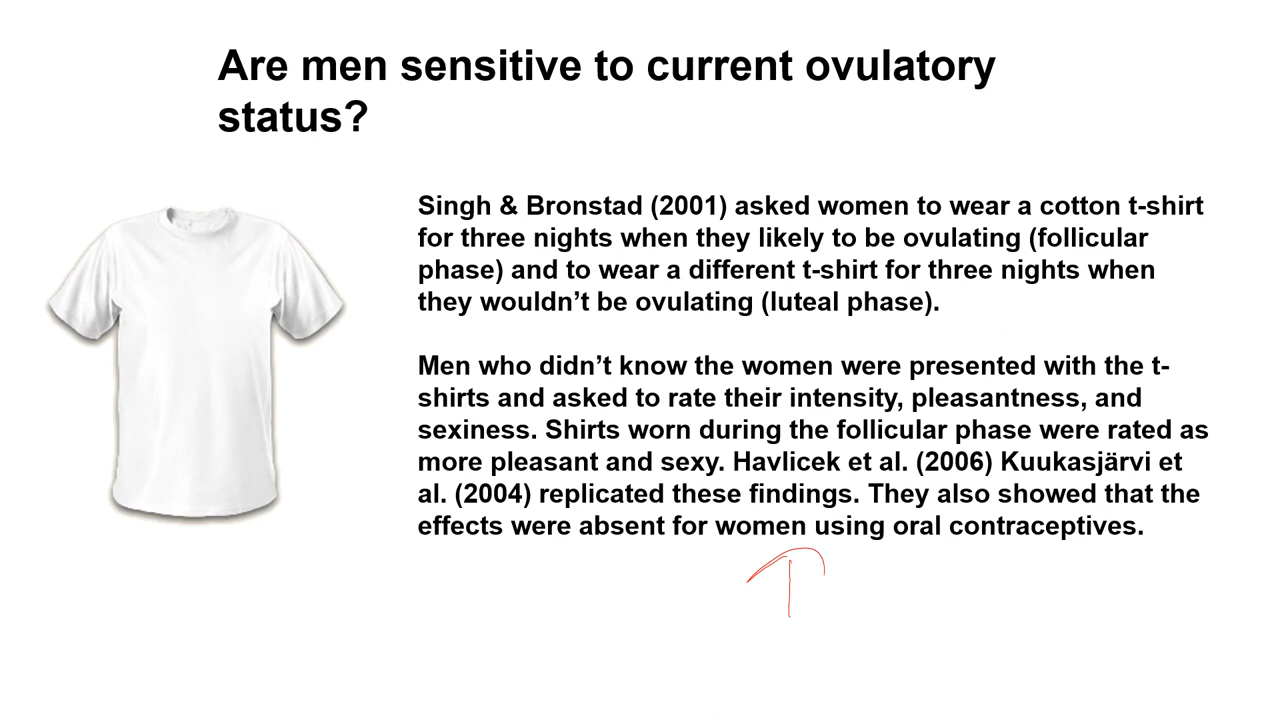 Are men sensitive to current ovulatory
status?
Singh & Bronstad (2001) asked women to wear a cotton t-shirt
for three nights when they likely to be ovulating (follicular
phase) and to wear a different t-shirt for three nights when
they wouldn’t be ovulating (luteal phase).
Men who didn’t know the women were presented with the t-
shirts and asked to rate their intensity, pleasantness, and
sexiness. Shirts worn during the follicular phase were rated as
more pleasant and sexy. Havlicek et al. (2006) Kuukasjärvi et
al. (2004) replicated these findings. They also showed that the
effects were absent for women using oral contraceptives.